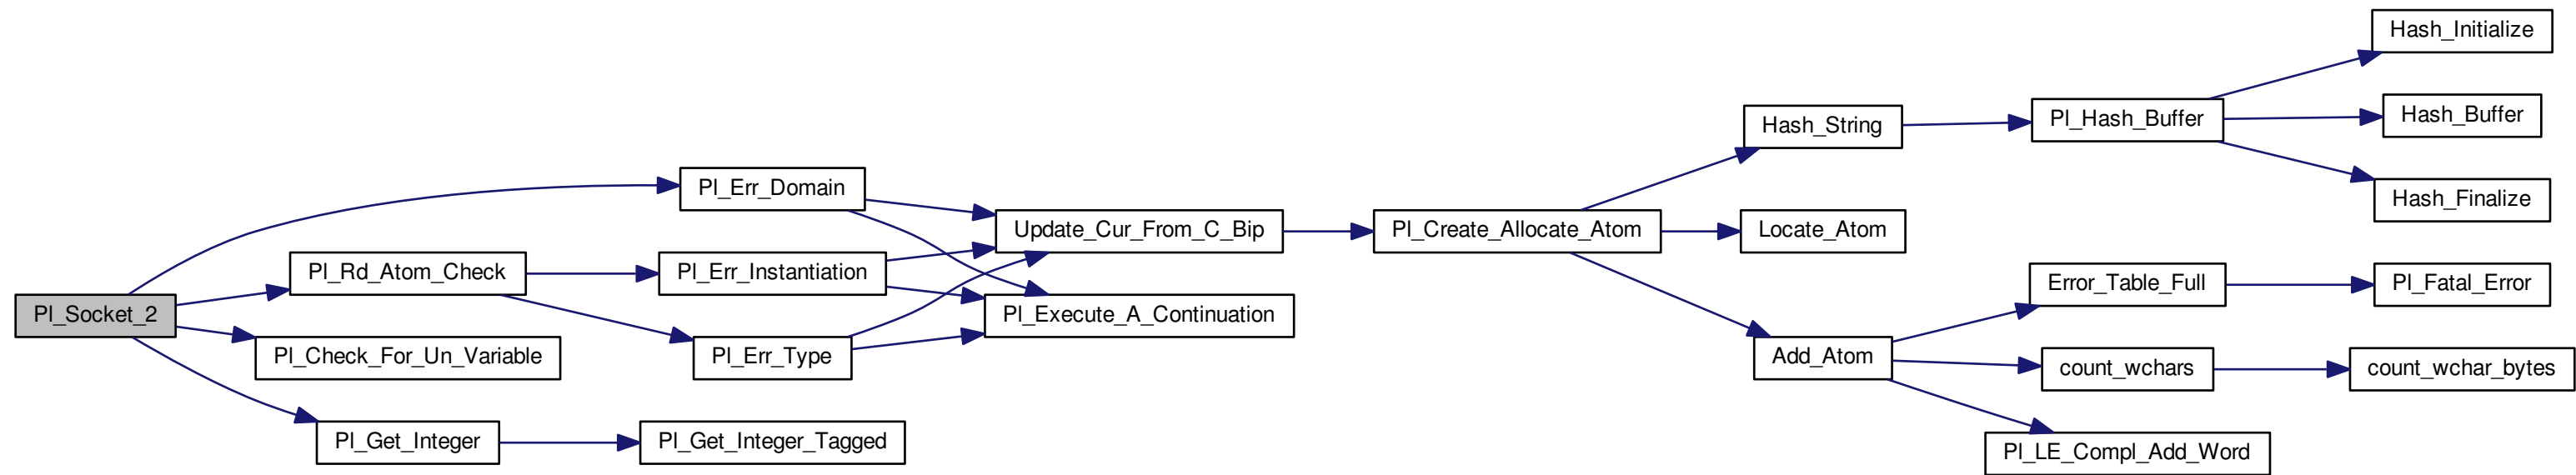 Pl_Socket_2
Pl_Err_Domain
Pl_Rd_Atom_Check
Pl_Check_For_Un_Variable
Pl_Get_Integer
Pl_Err_Instantiation
Pl_Err_Type
Pl_Get_Integer_Tagged
Update_Cur_From_C_Bip
Pl_Execute_A_Continuation
Pl_Create_Allocate_Atom
Hash_String
Locate_Atom
Add_Atom
Pl_Hash_Buffer
Error_Table_Full
count_wchars
Pl_LE_Compl_Add_Word
Hash_Initialize
Hash_Buffer
Hash_Finalize
Pl_Fatal_Error
count_wchar_bytes